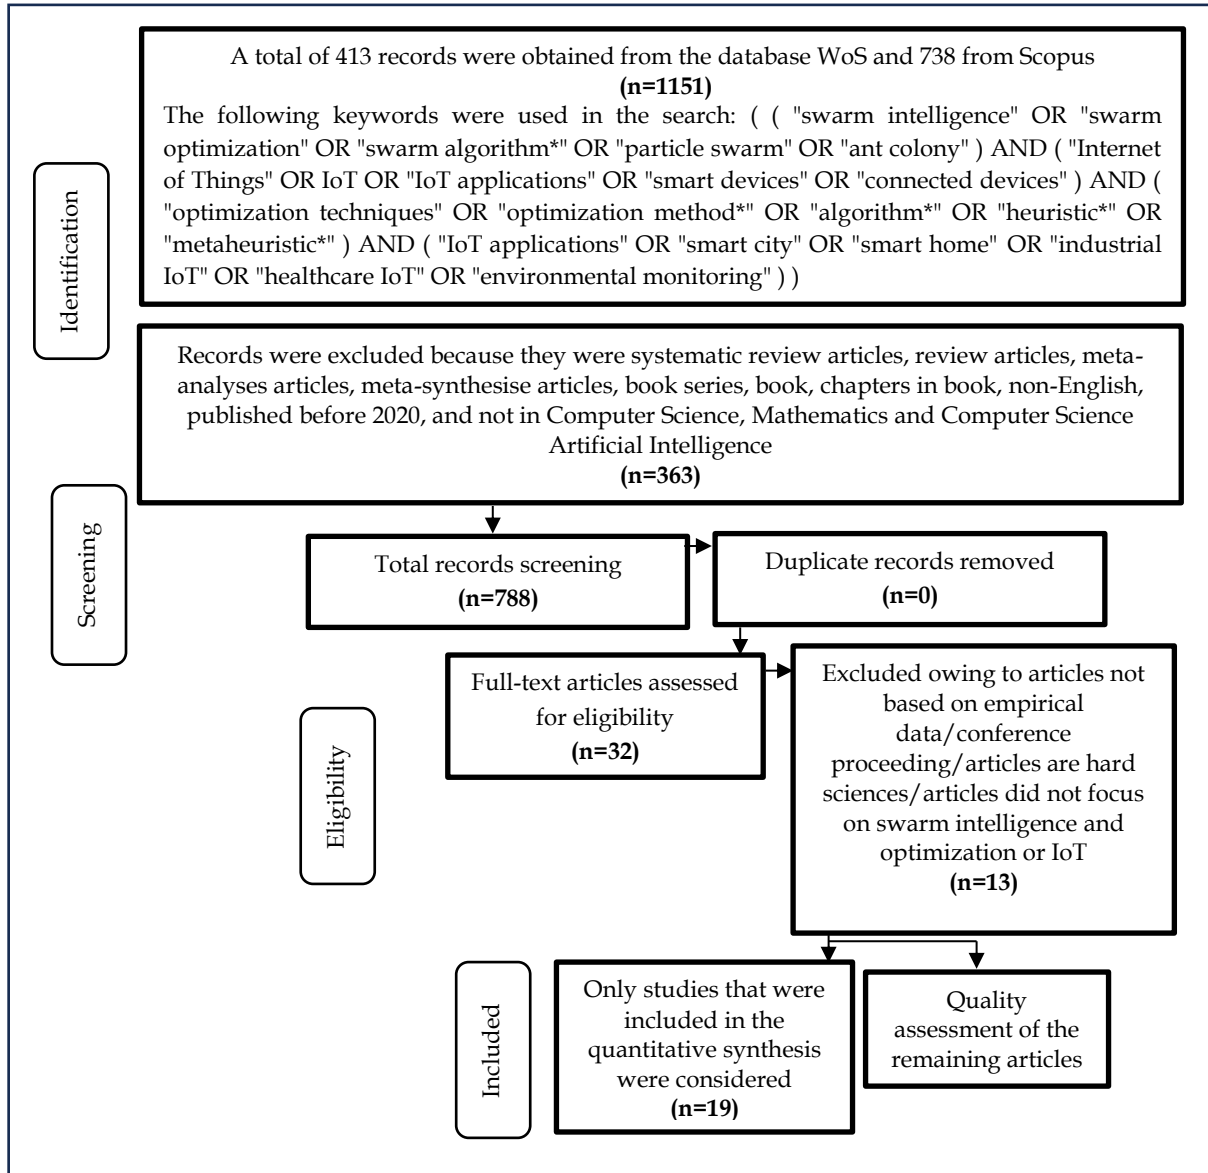 A total of 413 records were obtained from the database WoS and 738 from Scopus
(n=1151)
The following keywords were used in the search: ( ( "swarm intelligence" OR "swarm
optimization" OR "swarm algorithm*" OR "particle swarm" OR "ant colony" ) AND ( "Internet
of Things" OR IoT OR "IoT applications" OR "smart devices" OR "connected devices" ) AND (
"optimization techniques" OR "optimization method*" OR "algorithm*" OR "heuristic*" OR
"metaheuristic*" ) AND ( "IoT applications" OR "smart city" OR "smart home" OR "industrial
IoT" OR "healthcare IoT" OR "environmental monitoring" ) )
Identification
Records were excluded because they were systematic review articles, review articles, meta-
analyses articles, meta-synthesise articles, book series, book, chapters in book, non-English,
published before 2020, and not in Computer Science, Mathematics and Computer Science
Artificial Intelligence
(n=363)
Screening
Total records screening
(n=788)
Duplicate records removed
(n=0)
Eligibility
Full-text articles assessed
for eligibility
(n=32)
Excluded owing to articles not
based on empirical
data/conference
proceeding/articles are hard
sciences/articles did not focus
on swarm intelligence and
optimization or IoT
(n=13)
Included
Only studies that were
included in the
quantitative synthesis
were considered
(n=19)
Quality
assessment of the
remaining articles